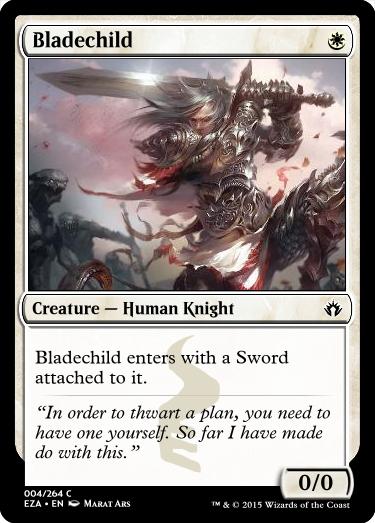 Bladechild
Creature — Human Knight
Bladechild enters with a Sword
attached to it.
“In order to thwart a plan, you need to
have one yourself. So far I have made
do with this.”
0/0
004/264 C
EZA • EN Marat Ars
™ & © 2015 Wizards of the Coast